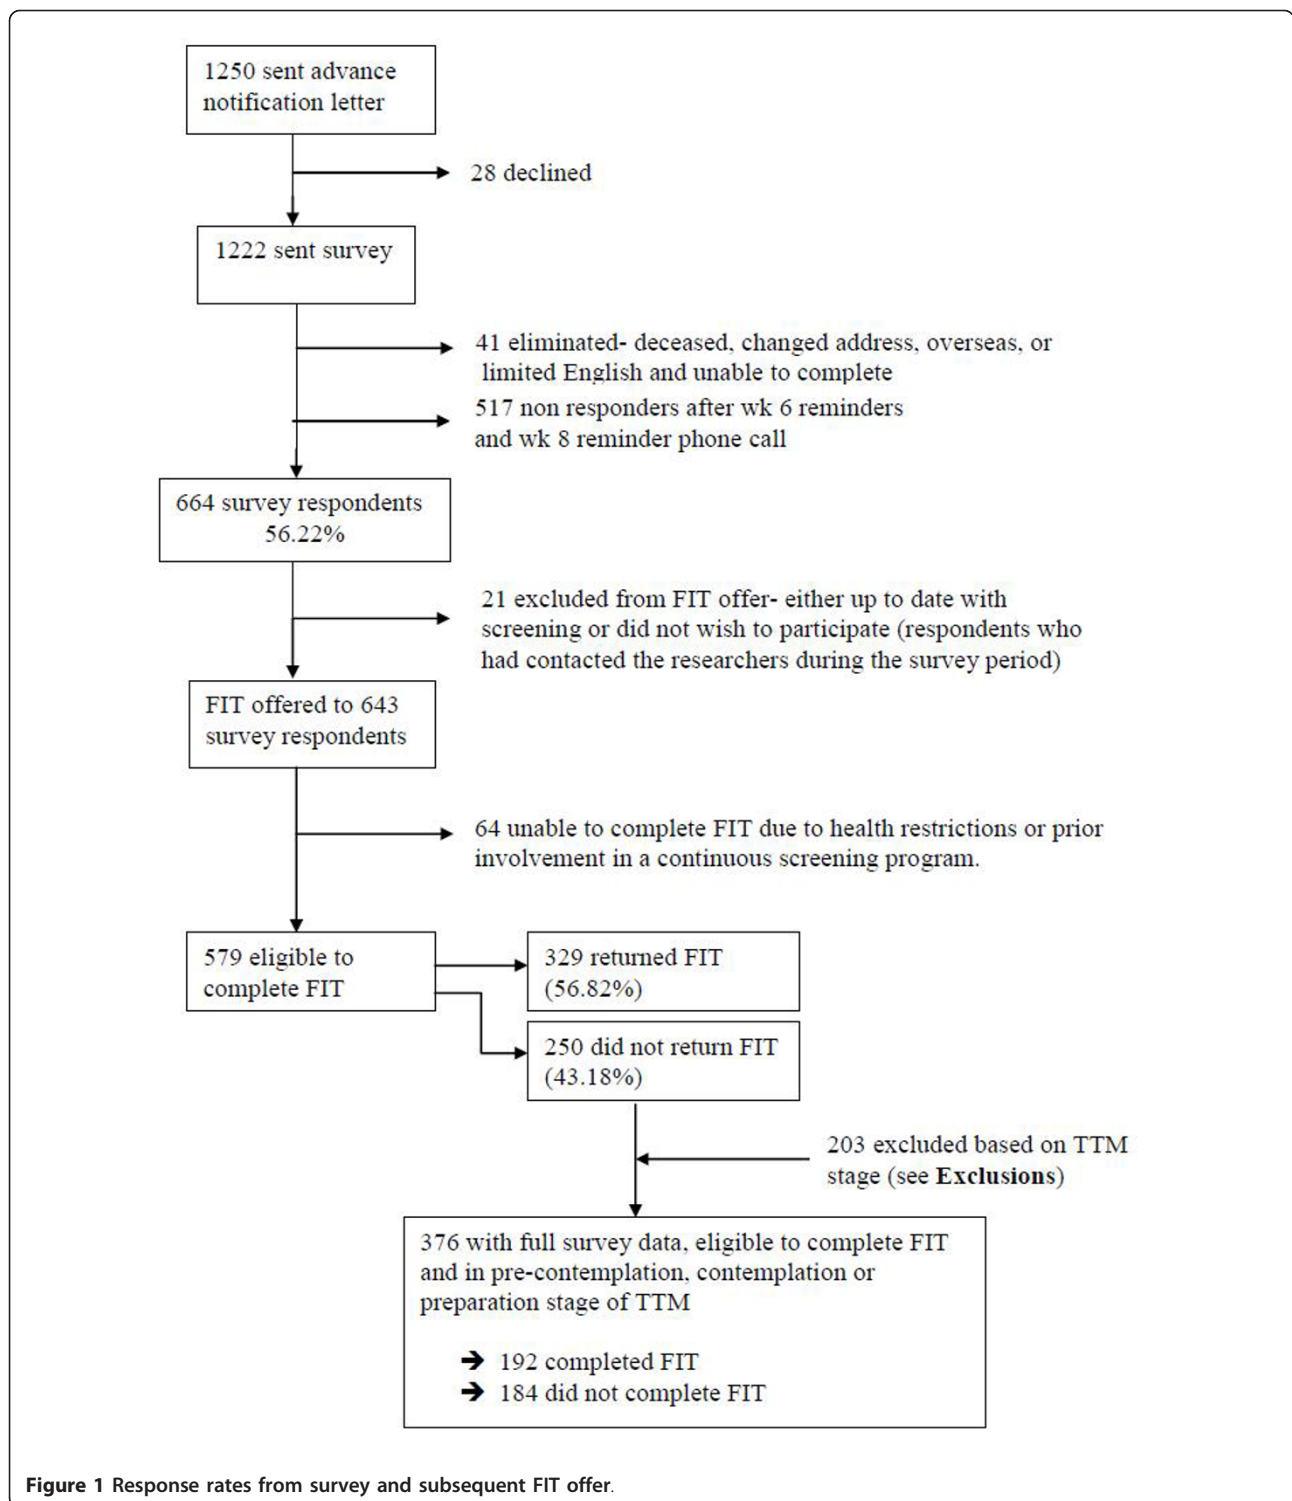 1250 sent advance
notification letter
28 declined
1222 sent survey
41 eliminated- deceased, changed address, overseas, or
limited English and unable to complete
517 non responders after wk 6 reminders
and wk 8 reminder phone call
664 survey respondents
56.22%
21 excluded from FIT offer- either up to date with
screening or did not wish to participate (respondents who
had contacted the researchers during the survey period)
FIT offered to 643
survey respondents
64 unable to complete FIT due to health restrictions or prior
involvement in a continuous screening program.
579 eligible to
complete FIT
329 returned FIT
(56.82%)
250 did not return FIT
(43.18%)
203 excluded based on TTM
stage (see Exclusions)
376 with full survey data, eligible to complete FIT
and in pre-contemplation, contemplation or
preparation stage of TTM
➔ 192 completed FIT
➔ 184 did not complete FIT
Figure 1 Response rates from survey and subsequent FIT offer.